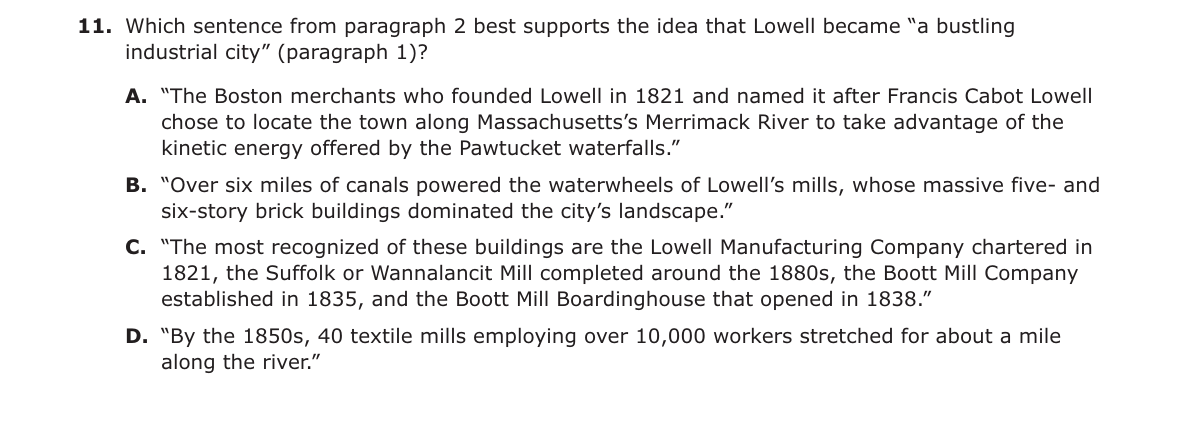 11. Which sentence from paragraph 2 best supports the idea that Lowell became “a bustling
industrial city” (paragraph 1)?
A. “The Boston merchants who founded Lowell in 1821 and named it after Francis Cabot Lowell
chose to locate the town along Massachusetts’s Merrimack River to take advantage of the
kinetic energy offered by the Pawtucket waterfalls.”
B. “Over six miles of canals powered the waterwheels of Lowell’s mills, whose massive five- and
six-story brick buildings dominated the city’s landscape.”
C. “The most recognized of these buildings are the Lowell Manufacturing Company chartered in
1821, the Suffolk or Wannalancit Mill completed around the 1880s, the Boott Mill Company
established in 1835, and the Boott Mill Boardinghouse that opened in 1838.”
D. “By the 1850s, 40 textile mills employing over 10,000 workers stretched for about a mile
along the river.”